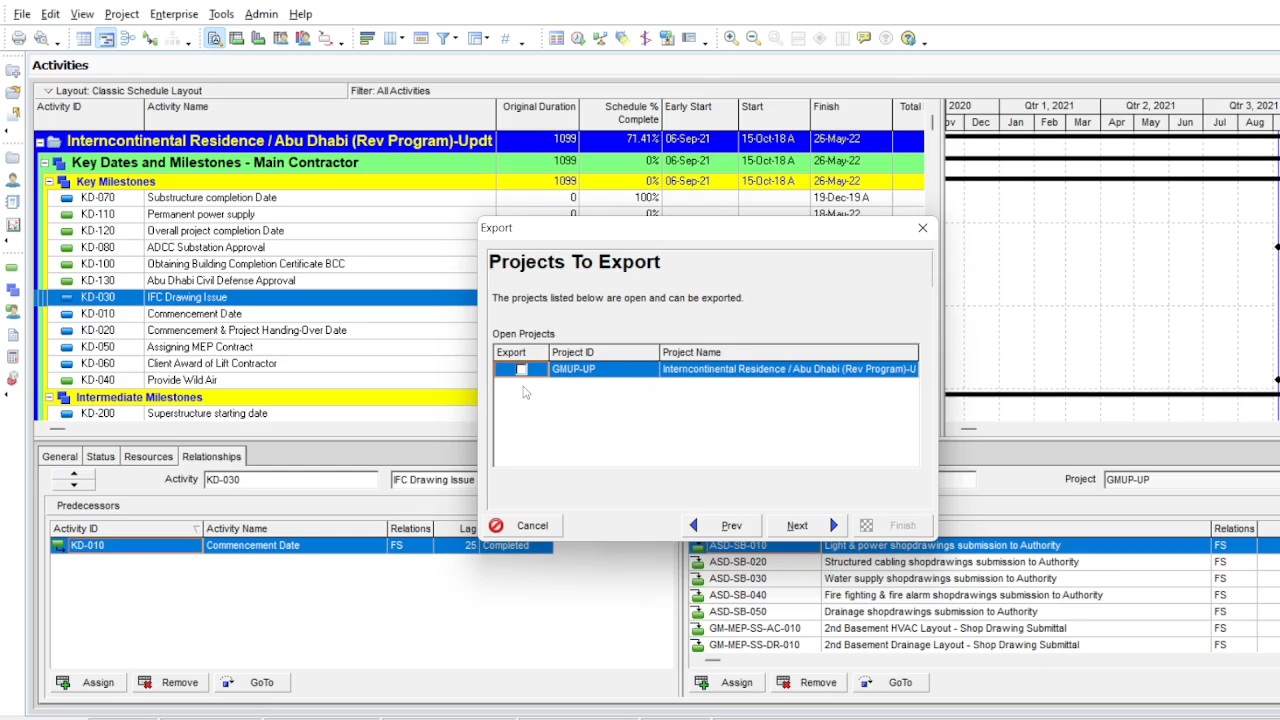 File Edit View Project Enterprise Tools Admin Help
Activities
Layout: Classic Schedule Layout Filter: All Activities
Activity ID Activity Name Original Duration Schedule % Complete Early Start Start Finish Total
2020 Qtr 1, 2021 Qtr 2, 2021 Qtr 3, 202
ov Dec Jan Feb Mar Apr May Jun Jul Aug
Interncontinental Residence / Abu Dhabi (Rev Program)-Updt 1099 71.41% 06-Sep-21 15-Oct-18 A 26-May-22
Key Dates and Milestones - Main Contractor 1099 0% 06-Sep-21 15-Oct-18 A 26-May-22
Key Milestones 1099 0% 06-Sep-21 15-Oct-18 A 26-May-22
KD-070 Substructure completion Date 0 100% 19-Dec-19 A
KD-110 Permanent power supply 0 0% 18-May-22
KD-120 Overall project completion Date
KD-080 ADCC Substation Approval
KD-100 Obtaining Building Completion Certificate BCC
KD-130 Abu Dhabi Civil Defense Approval
KD-030 IFC Drawing Issue
KD-010 Commencement Date
KD-020 Commencement & Project Handing-Over Date
KD-050 Assigning MEP Contract
KD-060 Client Award of Lift Contractor
KD-040 Provide Wild Air
Intermediate Milestones
KD-200 Superstructure starting date
Export
Projects To Export
The projects listed below are open and can be exported.
Open Projects
Export Project ID Project Name
GMUP-UP Interncontinental Residence / Abu Dhabi (Rev Program)-U
Cancel Prev Next Finish
General Status Resources Relationships
Activity KD-030 IFC Drawing Issue Project GMUP-UP
Predecessors
Activity ID Activity Name Relations Lag
KD-010 Commencement Date FS 25 Completed
Relations
ASD-SB-010 Light & power shopdrawings submission to Authority FS
ASD-SB-020 Structured cabling shopdrawings submission to Authority FS
ASD-SB-030 Water supply shopdrawings submission to Authority FS
ASD-SB-040 Fire fighting & fire alarm shopdrawings submission to Authority FS
ASD-SB-050 Drainage shopdrawings submission to Authority FS
GM-MEP-SS-AC-010 2nd Basement HVAC Layout - Shop Drawing Submittal FS
GM-MEP-SS-DR-010 2nd Basement Drainage Layout - Shop Drawing Submittal FS
Assign Remove GoTo Assign Remove GoTo